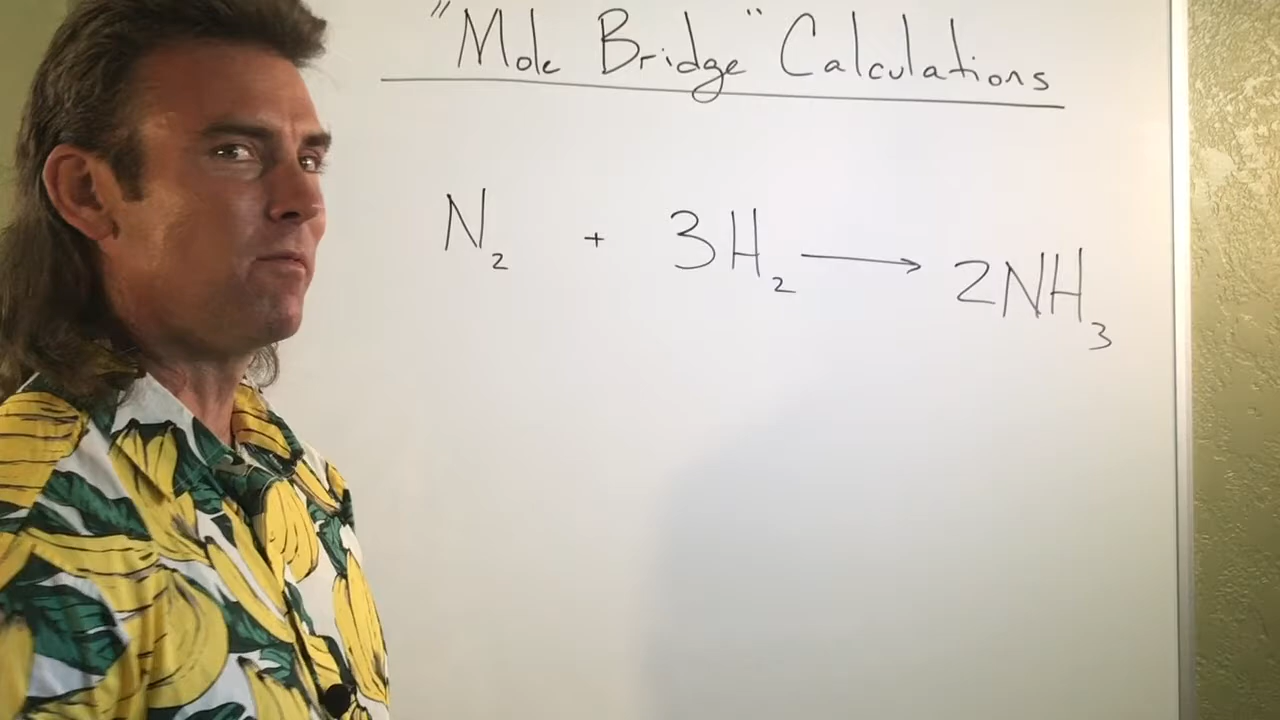 "Mole Bridge" Calculations
N₂ + 3H₂ ⟶ 2NH₃